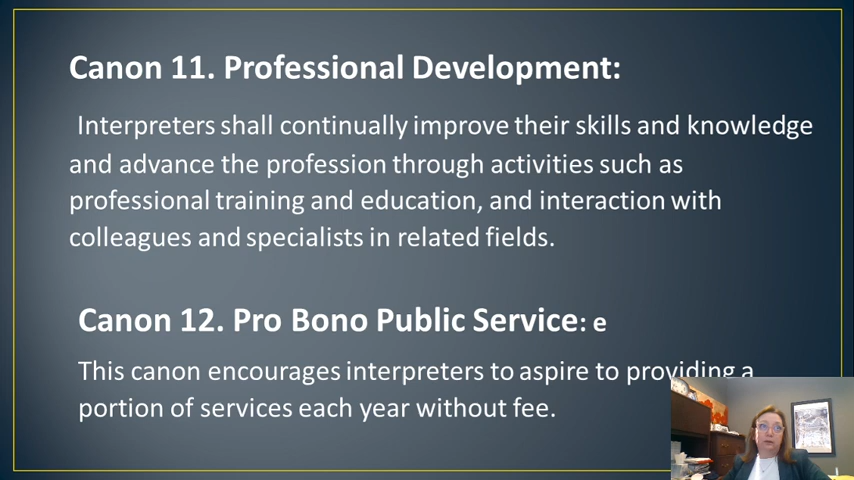 Canon 11. Professional Development:
Interpreters shall continually improve their skills and knowledge
and advance the profession through activities such as
professional training and education, and interaction with
colleagues and specialists in related fields.
Canon 12. Pro Bono Public Service: e
This canon encourages interpreters to aspire to providing a
portion of services each year without fee.